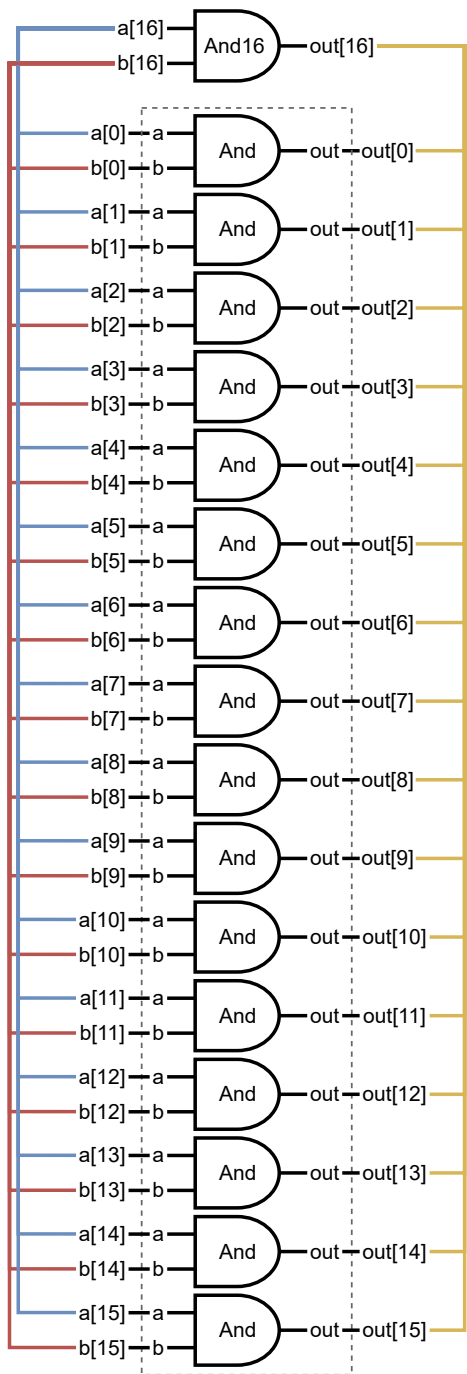 a[16] And16 out[16]
b[16]
a[0] a And out out[0]
b[0] b
a[1] a And out out[1]
b[1] b
a[2] a And out out[2]
b[2] b
a[3] a And out out[3]
b[3] b
a[4] a And out out[4]
b[4] b
a[5] a And out out[5]
b[5] b
a[6] a And out out[6]
b[6] b
a[7] a And out out[7]
b[7] b
a[8] a And out out[8]
b[8] b
a[9] a And out out[9]
b[9] b
a[10] a And out out[10]
b[10] b
a[11] a And out out[11]
b[11] b
a[12] a And out out[12]
b[12] b
a[13] a And out out[13]
b[13] b
a[14] a And out out[14]
b[14] b
a[15] a And out out[15]
b[15] b